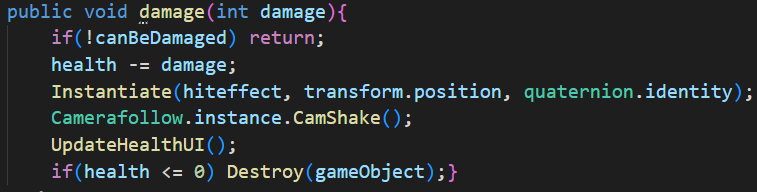 public void damage(int damage){
if(!canBeDamaged) return;
health -= damage;
Instantiate(hiteffect, transform.position, quaternion.identity);
Camerafollow.instance.CamShake();
UpdateHealthUI();
if(health <= 0) Destroy(gameObject);}